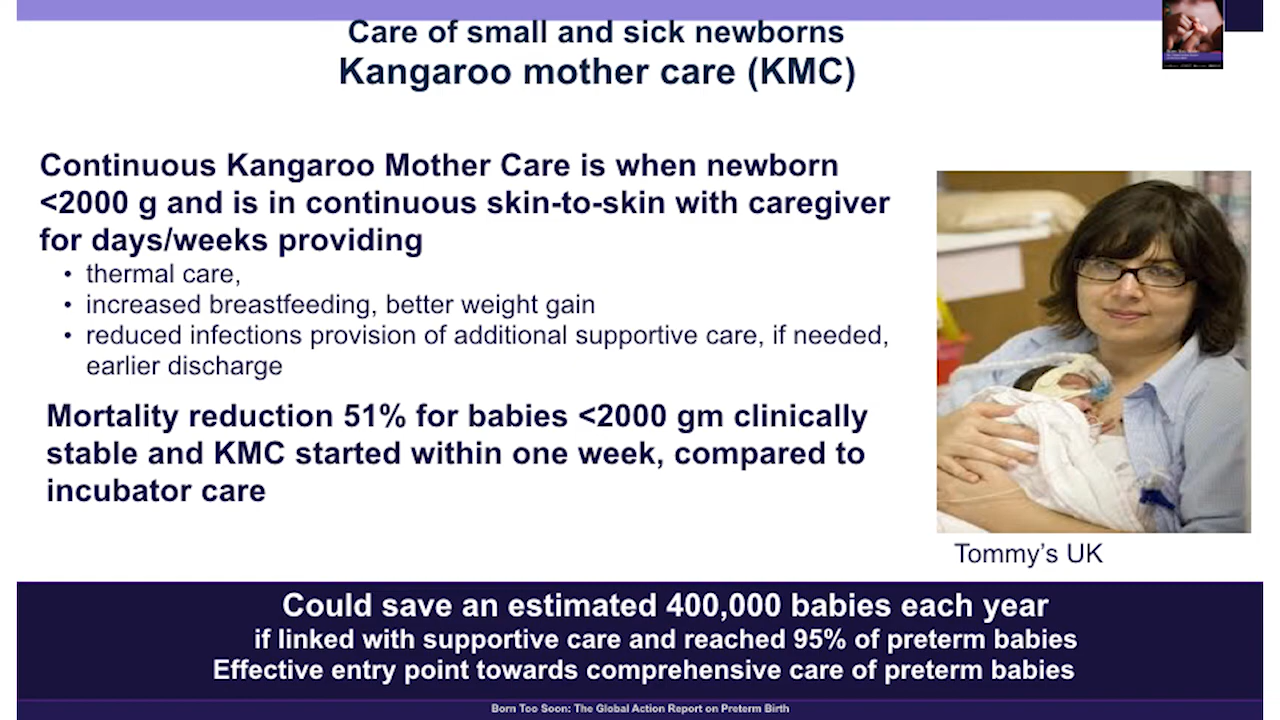 Care of small and sick newborns
Kangaroo mother care (KMC)
Continuous Kangaroo Mother Care is when newborn
<2000 g and is in continuous skin-to-skin with caregiver
for days/weeks providing
• thermal care,
• increased breastfeeding, better weight gain
• reduced infections provision of additional supportive care, if needed,
earlier discharge
Mortality reduction 51% for babies <2000 gm clinically
stable and KMC started within one week, compared to
incubator care
Tommy's UK
Could save an estimated 400,000 babies each year
if linked with supportive care and reached 95% of preterm babies
Effective entry point towards comprehensive care of preterm babies
Born Too Soon: The Global Action Report on Preterm Birth